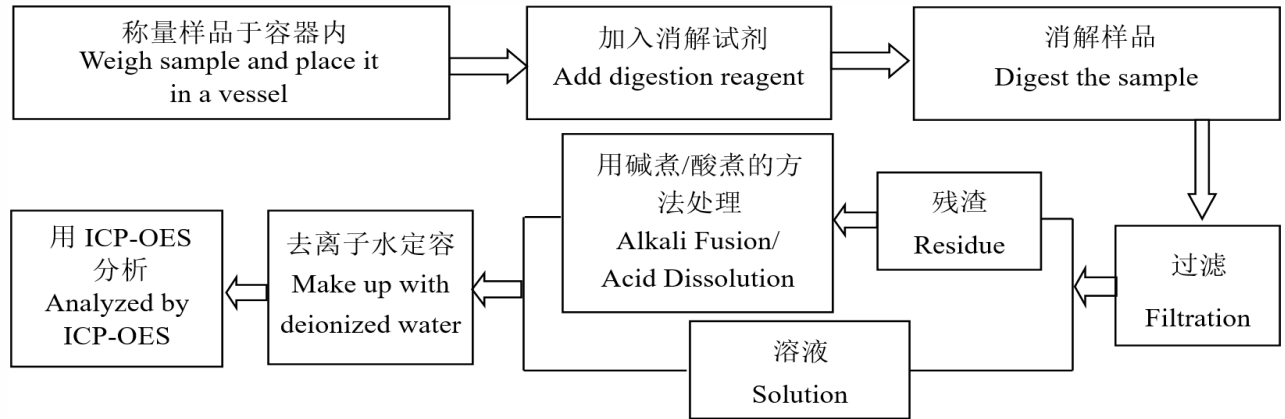 称量样品于容器内
Weigh sample and place it
in a vessel
加入消解试剂
Add digestion reagent
消解样品
Digest the sample
过滤
Filtration
残渣
Residue
用碱煮/酸煮的方
法处理
Alkali Fusion/
Acid Dissolution
溶液
Solution
去离子水定容
Make up with
deionized water
用 ICP-OES
分析
Analyzed by
ICP-OES